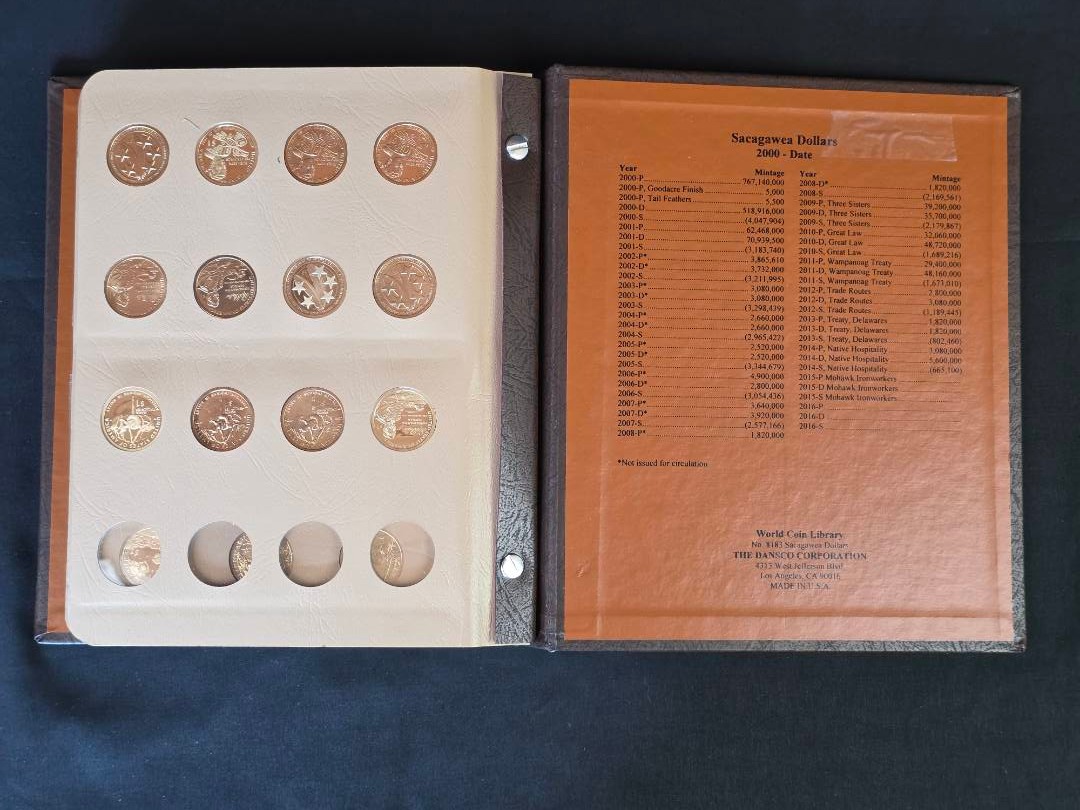 Sacagawea Dollars
2000 - Date
Year Mintage
2000-P 767,140,000
2000-P, Goodacre Finish 5,000
2000-P, Tail Feathers 5,500
2000-D 518,916,000
2000-S (4,047,904)
2001-P 62,468,000
2001-D 70,939,500
2001-S (3,183,740)
2002-P* 3,865,610
2002-D* 3,732,000
2002-S (3,211,995)
2003-P* 3,080,000
2003-D* 3,080,000
2003-S (3,298,439)
2004-P* 2,660,000
2004-D* 2,660,000
2004-S (2,965,422)
2005-P* 2,520,000
2005-D* 2,520,000
2005-S (3,344,679)
2006-P* 4,900,000
2006-D* 2,800,000
2006-S (3,054,436)
2007-P* 3,640,000
2007-D* 3,920,000
2007-S (2,577,166)
2008-P* 1,820,000
Year Mintage
2008-D* 1,820,000
2008-S (2,169,561)
2009-P, Three Sisters 39,200,000
2009-D, Three Sisters 35,700,000
2009-S, Three Sisters (2,179,867)
2010-P, Great Law 32,060,000
2010-D, Great Law 48,720,000
2010-S, Great Law (1,689,216)
2011-P, Wampanoag Treaty 29,400,000
2011-D, Wampanoag Treaty 48,160,000
2011-S, Wampanoag Treaty (1,673,010)
2012-P, Trade Routes 2,800,000
2012-D, Trade Routes 3,080,000
2012-S, Trade Routes (1,189,445)
2013-P, Treaty, Delawares 1,820,000
2013-D, Treaty, Delawares 1,820,000
2013-S, Treaty, Delawares (802,460)
2014-P, Native Hospitality 3,080,000
2014-D, Native Hospitality 5,600,000
2014-S, Native Hospitality (665,100)
2015-P Mohawk Ironworkers
2015-D Mohawk Ironworkers
2015-S Mohawk Ironworkers
2016-P
2016-D
2016-S
*Not issued for circulation
World Coin Library
No. 8183 Sacagawea Dollars
THE DANSCO CORPORATION
4315 West Jefferson Blvd
Los Angeles, CA 90016
MADE IN U.S.A.